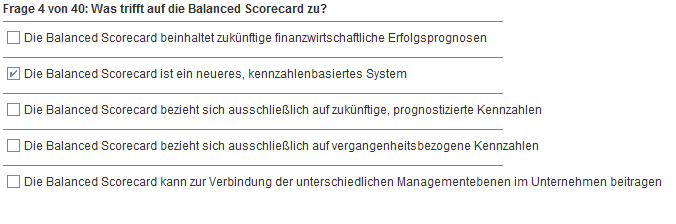 Frage 4 von 40: Was trifft auf die Balanced Scorecard zu?
Die Balanced Scorecard beinhaltet zukünftige finanzwirtschaftliche Erfolgsprognosen
Die Balanced Scorecard ist ein neueres, kennzahlenbasiertes System
Die Balanced Scorecard bezieht sich ausschließlich auf zukünftige, prognostizierte Kennzahlen
Die Balanced Scorecard bezieht sich ausschließlich auf vergangenheitsbezogene Kennzahlen
Die Balanced Scorecard kann zur Verbindung der unterschiedlichen Managementebenen im Unternehmen beitragen